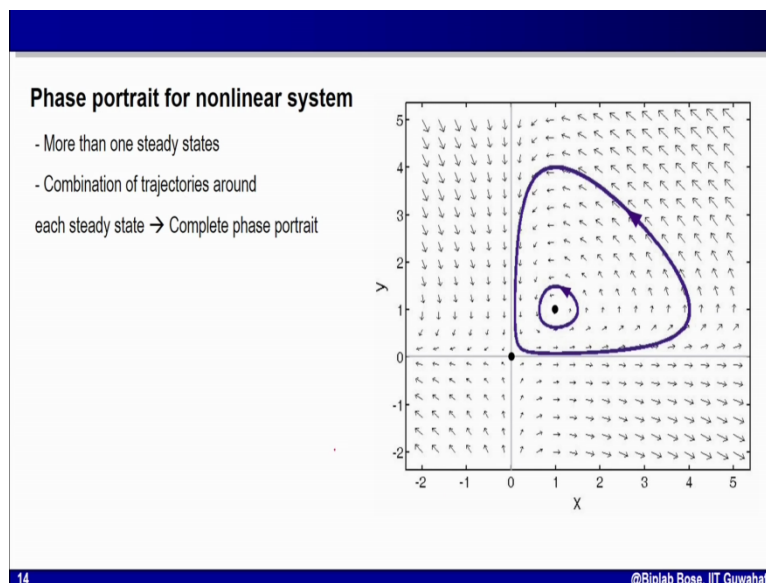 Phase portrait for nonlinear system
- More than one steady states
- Combination of trajectories around
each steady state → Complete phase portrait
5
4
3
2
1
0
-1
-2
y
-2 -1 0 1 2 3 4 5
x
14 @Biplab Bose, IIT Guwahat